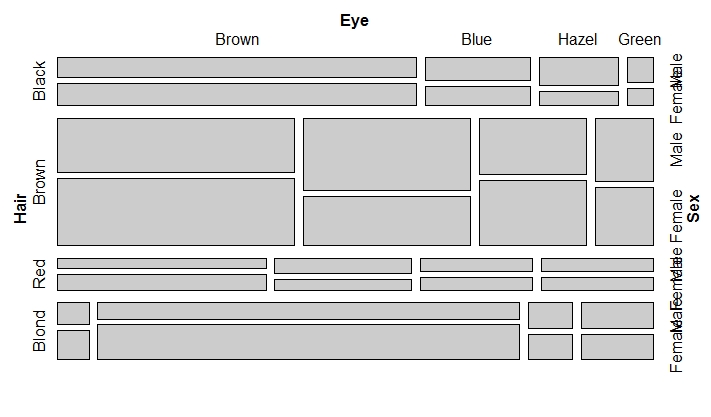 Eye
Brown Blue Hazel Green
Hair
Black
Brown
Red
Blond
Male
Female
Male
Female
Male
Female
Male
Female
Sex